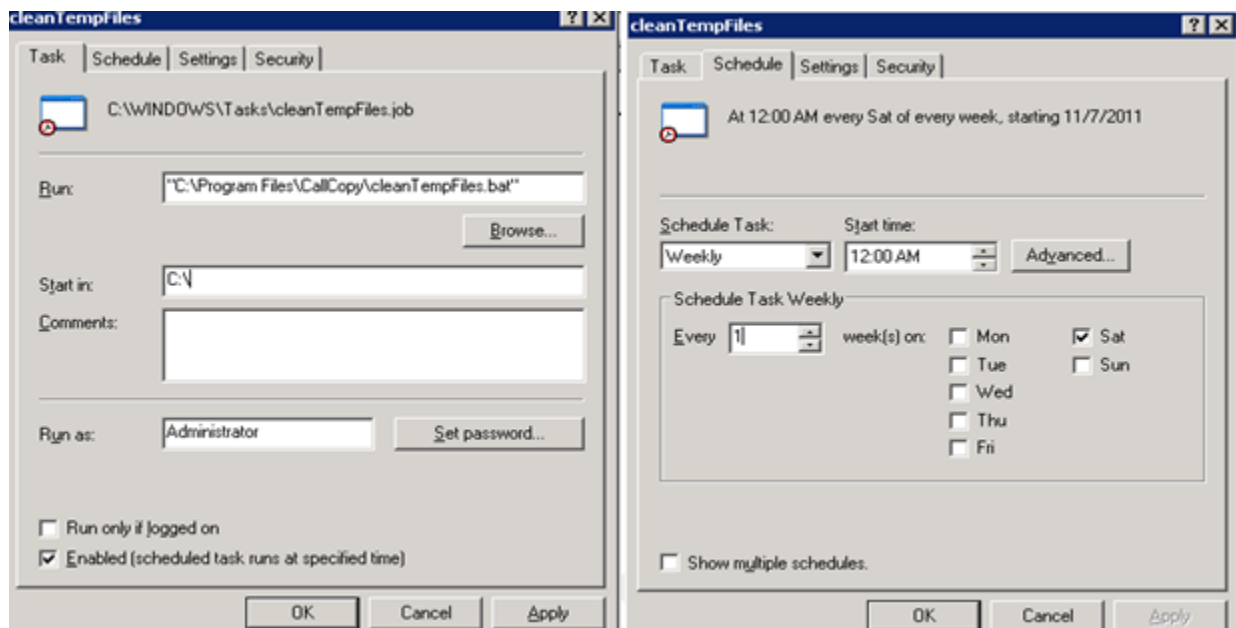 cleanTempFiles
Task Schedule Settings Security
C:\WINDOWS\Tasks\cleanTempFiles.job
Run: "C:\Program Files\CallCopy\cleanTempFiles.bat"
Browse...
Start in: C:\
Comments:
Run as: Administrator Set password...
Run only if logged on
Enabled (scheduled task runs at specified time)
OK Cancel Apply
cleanTempFiles
Task Schedule Settings Security
At 12:00 AM every Sat of every week, starting 11/7/2011
Schedule Task: Start time:
Weekly 12:00 AM Advanced...
Schedule Task Weekly
Every 1 week(s) on: Mon Sat
Tue Sun
Wed
Thu
Fri
Show multiple schedules.
OK Cancel Apply